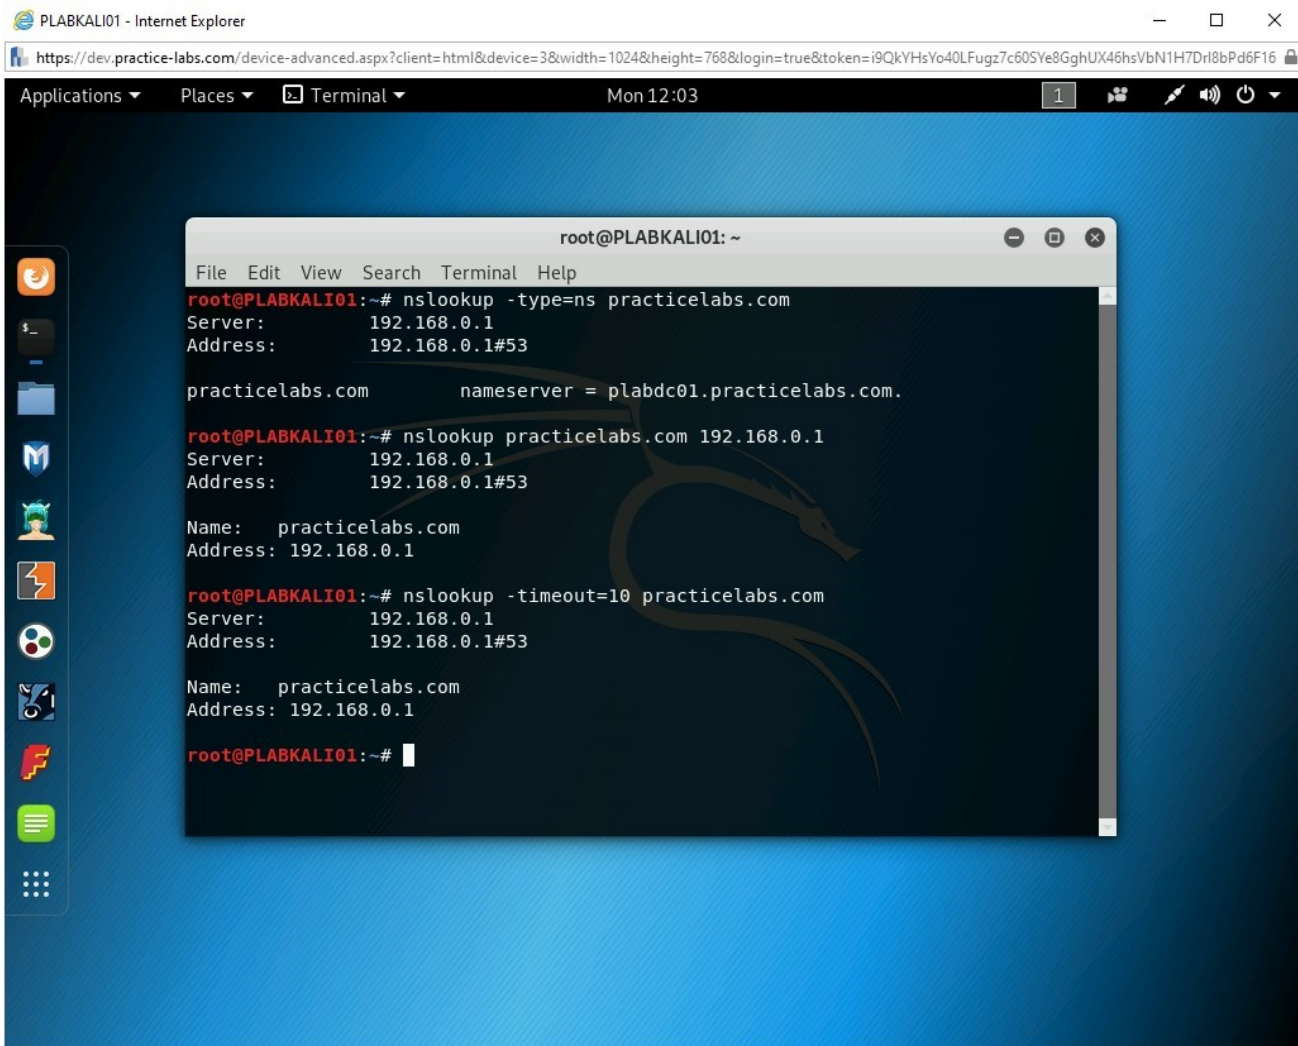 PLABKALI01 - Internet Explorer
https://dev.practice-labs.com/device-advanced.aspx?client=html&device=3&width=1024&height=768&login=true&token=i9QkYHsYo40LFugz7c60SYe8GghUX46hsVbN1H7DrI8bPd6F16
Applications Places Terminal Mon 12:03 1
root@PLABKALI01: ~
File Edit View Search Terminal Help
root@PLABKALI01:~# nslookup -type=ns practicelabs.com
Server: 192.168.0.1
Address: 192.168.0.1#53
practicelabs.com nameserver = plabdc01.practicelabs.com.
root@PLABKALI01:~# nslookup practicelabs.com 192.168.0.1
Server: 192.168.0.1
Address: 192.168.0.1#53
Name: practicelabs.com
Address: 192.168.0.1
root@PLABKALI01:~# nslookup -timeout=10 practicelabs.com
Server: 192.168.0.1
Address: 192.168.0.1#53
Name: practicelabs.com
Address: 192.168.0.1
root@PLABKALI01:~#